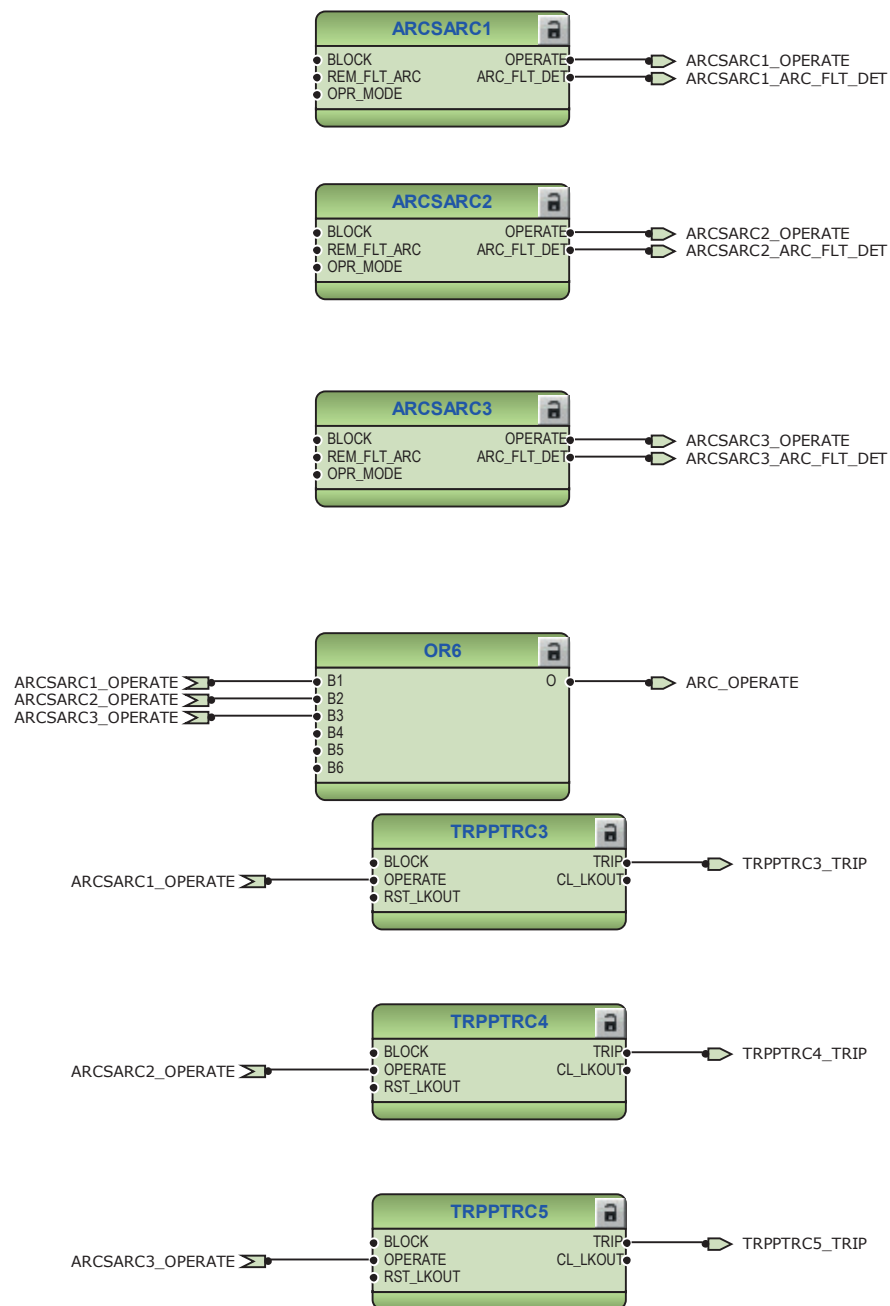 ARCSARC1
BLOCK OPERATE ARCSARC1_OPERATE
REM_FLT_ARC ARC_FLT_DET ARCSARC1_ARC_FLT_DET
OPR_MODE
ARCSARC2
BLOCK OPERATE ARCSARC2_OPERATE
REM_FLT_ARC ARC_FLT_DET ARCSARC2_ARC_FLT_DET
OPR_MODE
ARCSARC3
BLOCK OPERATE ARCSARC3_OPERATE
REM_FLT_ARC ARC_FLT_DET ARCSARC3_ARC_FLT_DET
OPR_MODE
OR6
ARCSARC1_OPERATE B1 O ARC_OPERATE
ARCSARC2_OPERATE B2
ARCSARC3_OPERATE B3
B4
B5
B6
TRPPTRC3
BLOCK TRIP TRPPTRC3_TRIP
ARCSARC1_OPERATE OPERATE CL_LKOUT
RST_LKOUT
TRPPTRC4
BLOCK TRIP TRPPTRC4_TRIP
ARCSARC2_OPERATE OPERATE CL_LKOUT
RST_LKOUT
TRPPTRC5
BLOCK TRIP TRPPTRC5_TRIP
ARCSARC3_OPERATE OPERATE CL_LKOUT
RST_LKOUT